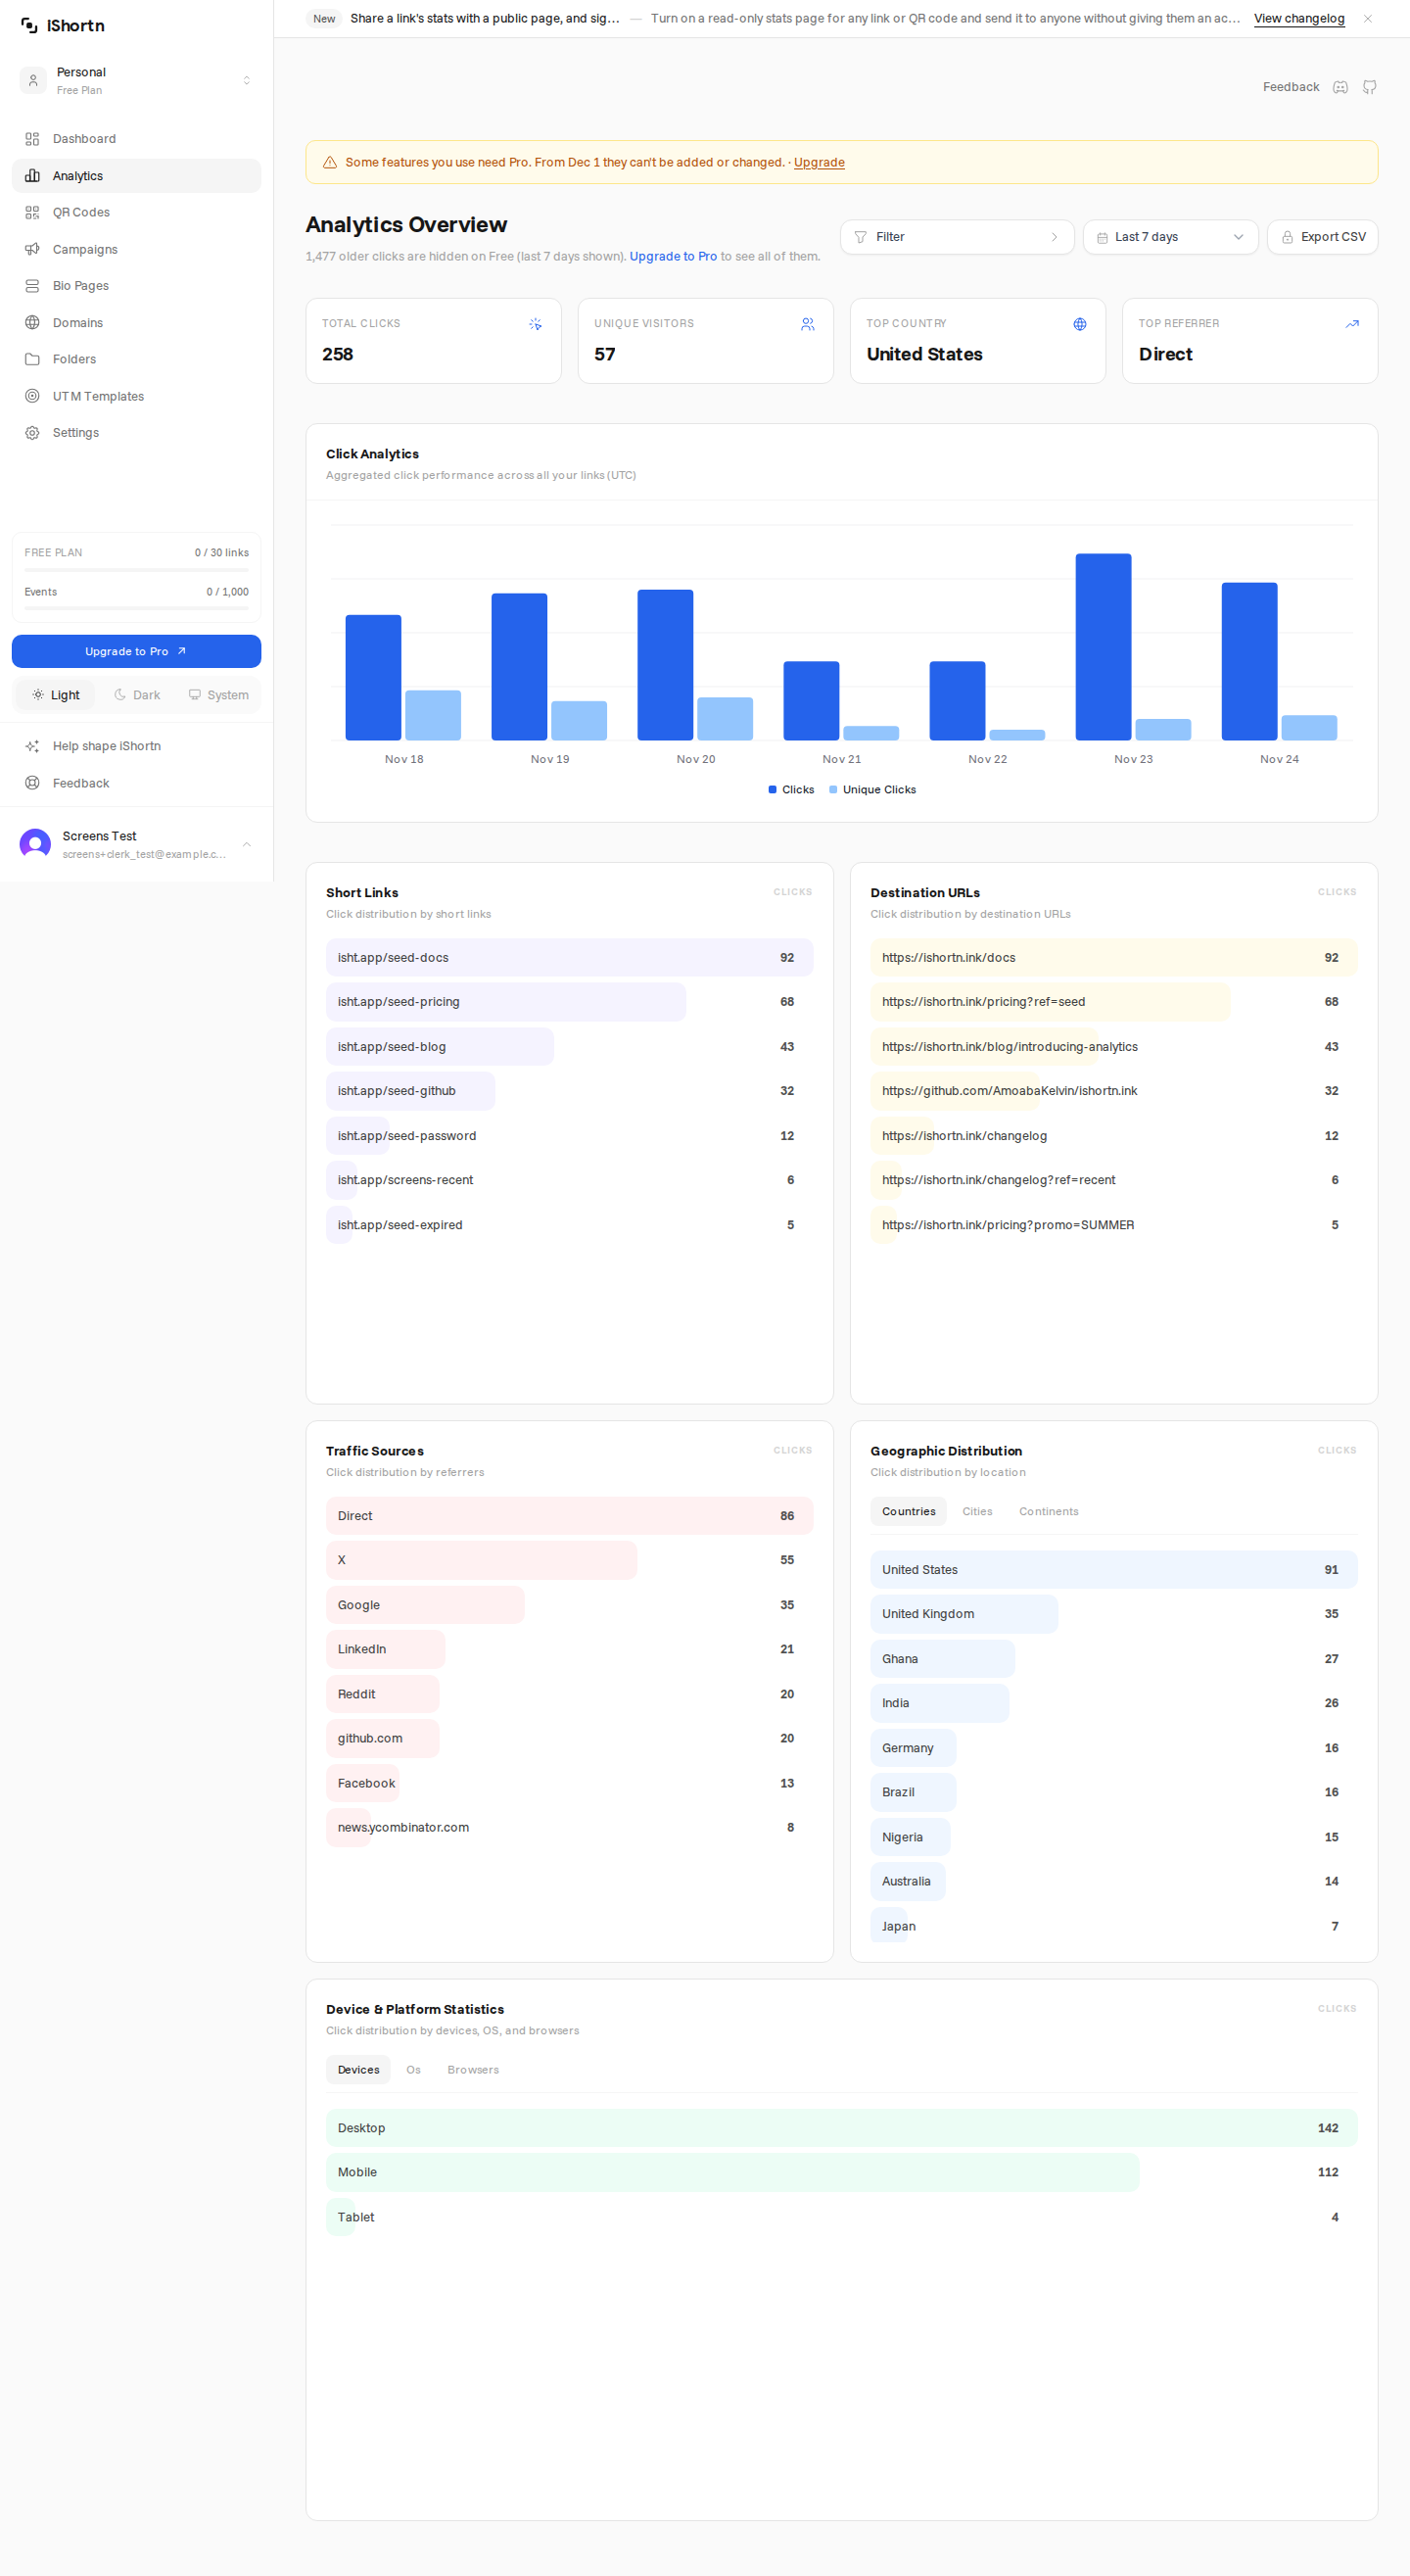 iShortn
Personal
Free Plan
Dashboard
Analytics
QR Codes
Campaigns
Bio Pages
Domains
Folders
UTM Templates
Settings
FREE PLAN 0 / 30 links
Events 0 / 1,000
Upgrade to Pro
Light Dark System
Help shape iShortn
Feedback
Screens Test
screens+clerk_test@example.c...
New Share a link's stats with a public page, and sig... — Turn on a read-only stats page for any link or QR code and send it to anyone without giving them an ac... View changelog
Feedback
Some features you use need Pro. From Dec 1 they can't be added or changed. · Upgrade
Analytics Overview
1,477 older clicks are hidden on Free (last 7 days shown). Upgrade to Pro to see all of them.
Filter Last 7 days Export CSV
TOTAL CLICKS
258
UNIQUE VISITORS
57
TOP COUNTRY
United States
TOP REFERRER
Direct
Click Analytics
Aggregated click performance across all your links (UTC)
Nov 18 Nov 19 Nov 20 Nov 21 Nov 22 Nov 23 Nov 24
Clicks Unique Clicks
Short Links CLICKS
Click distribution by short links
isht.app/seed-docs 92
isht.app/seed-pricing 68
isht.app/seed-blog 43
isht.app/seed-github 32
isht.app/seed-password 12
isht.app/screens-recent 6
isht.app/seed-expired 5
Destination URLs CLICKS
Click distribution by destination URLs
https://ishortn.ink/docs 92
https://ishortn.ink/pricing?ref=seed 68
https://ishortn.ink/blog/introducing-analytics 43
https://github.com/AmoabaKelvin/ishortn.ink 32
https://ishortn.ink/changelog 12
https://ishortn.ink/changelog?ref=recent 6
https://ishortn.ink/pricing?promo=SUMMER 5
Traffic Sources CLICKS
Click distribution by referrers
Direct 86
X 55
Google 35
LinkedIn 21
Reddit 20
github.com 20
Facebook 13
news.ycombinator.com 8
Geographic Distribution CLICKS
Click distribution by location
Countries Cities Continents
United States 91
United Kingdom 35
Ghana 27
India 26
Germany 16
Brazil 16
Nigeria 15
Australia 14
Japan 7
Device & Platform Statistics CLICKS
Click distribution by devices, OS, and browsers
Devices Os Browsers
Desktop 142
Mobile 112
Tablet 4